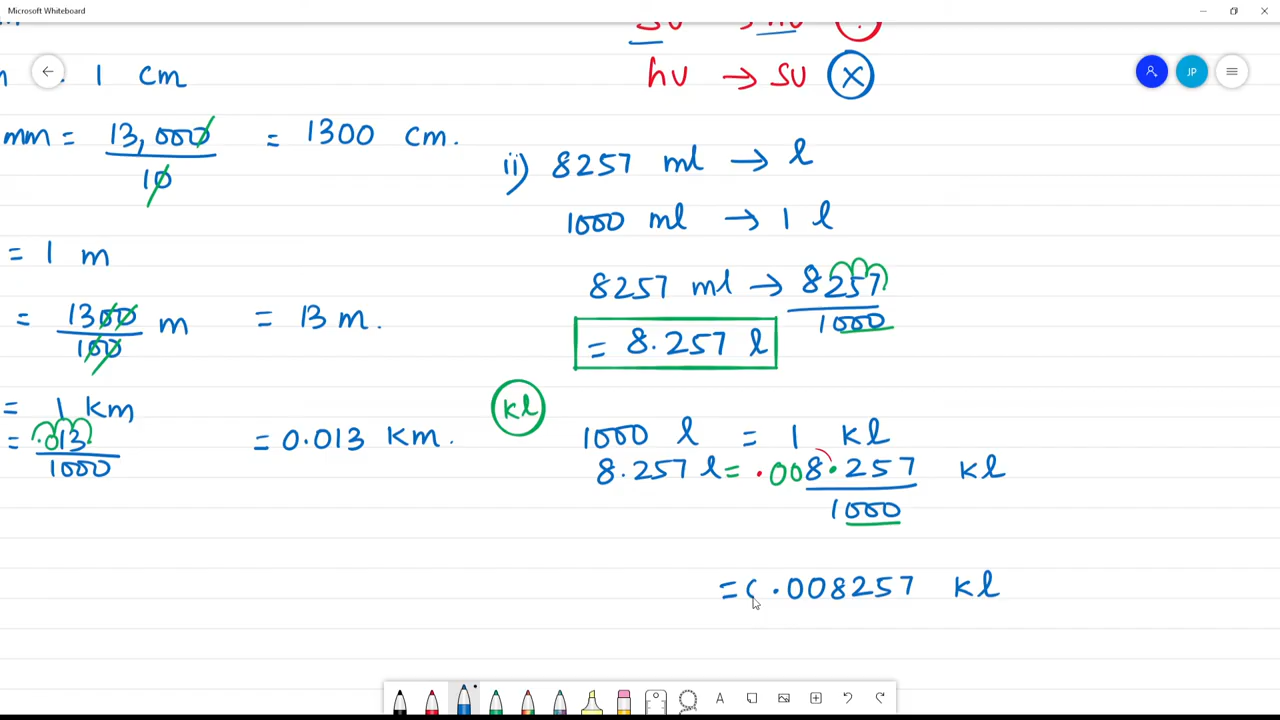 Microsoft Whiteboard
JP
1 cm
mm = 13,000 / 10 = 1300 cm.
= 1 m
= 1300 / 100 m = 13 m.
= 1 Km
= .013 / 1000 = 0.013 Km.
hv → sv X
ii) 8257 ml → l
1000 ml → 1 l
8257 ml → 8257 / 1000
= 8.257 l
kl
1000 l = 1 kl
8.257 l = .008.257 / 1000 kl
= .008257 kl
A